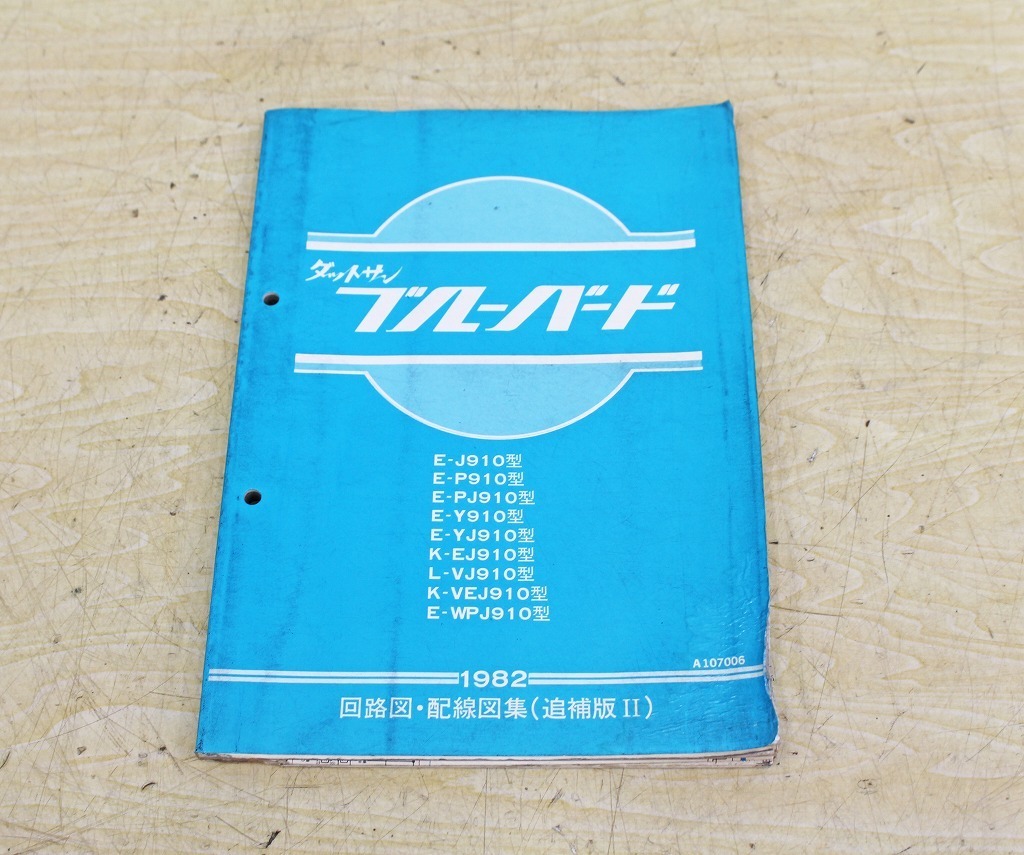 ダットサン
ブルーバード
E-J910型
E-P910型
E-PJ910型
E-Y910型
E-YJ910型
K-EJ910型
L-VJ910型
K-VEJ910型
E-WPJ910型
A107006
1982
回路図・配線図集(追補版II)